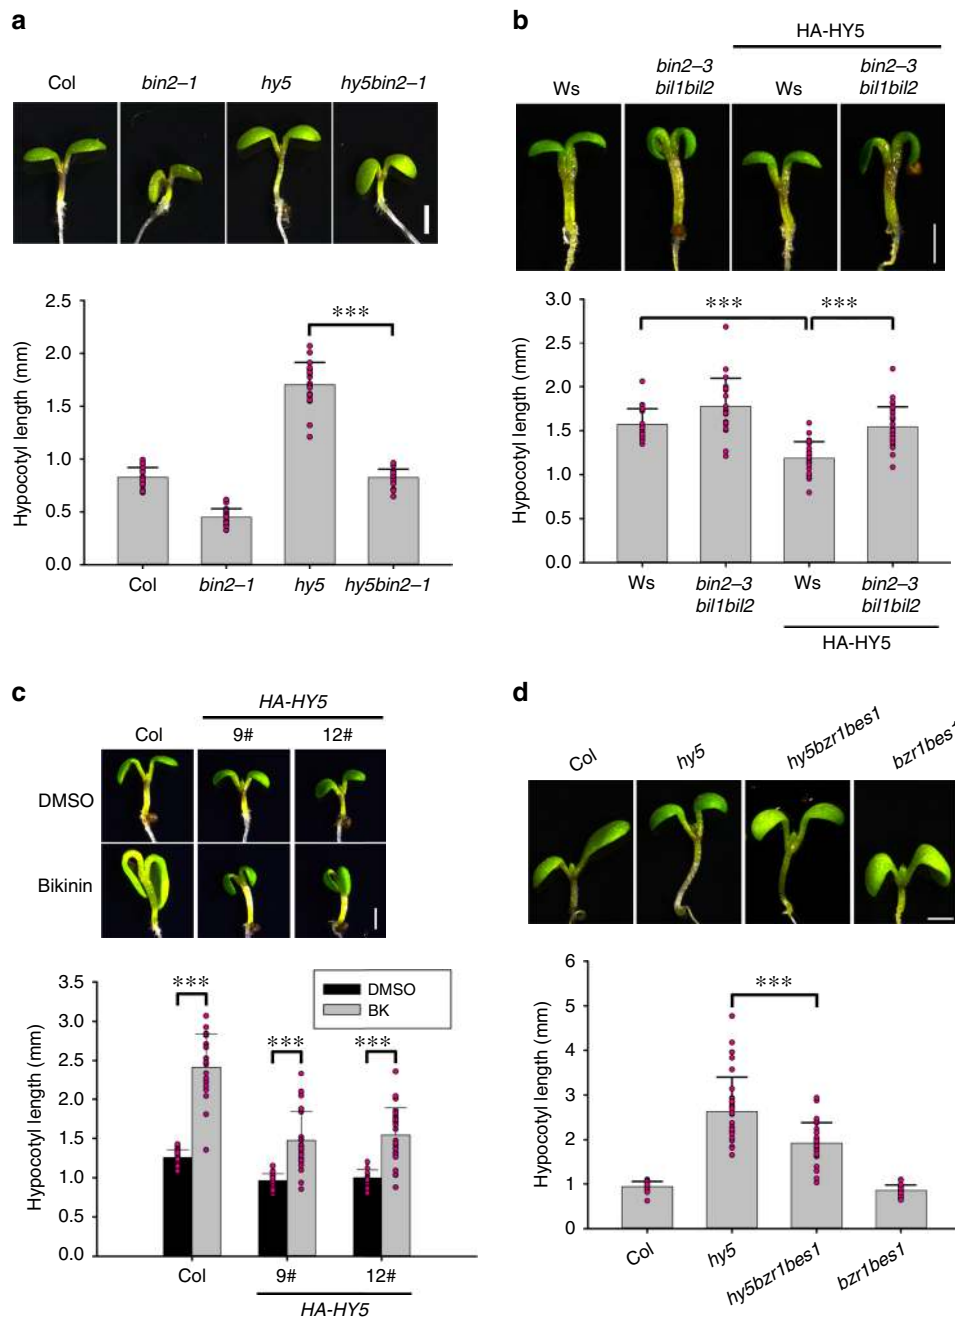 a
Col bin2–1 hy5 hy5bin2–1
Hypocotyl length (mm)
2.5
2.0
1.5
1.0
0.5
0.0
***
Col bin2–1 hy5 hy5bin2–1
b
HA-HY5
Ws bin2–3 bil1bil2 Ws bin2–3 bil1bil2
Hypocotyl length (mm)
3.0
2.5
2.0
1.5
1.0
0.5
0.0
*** ***
Ws bin2–3 bil1bil2 Ws bin2–3 bil1bil2
HA-HY5
c
HA-HY5
Col 9# 12#
DMSO
Bikinin
Hypocotyl length (mm)
3.5
3.0
2.5
2.0
1.5
1.0
0.5
0.0
*** *** ***
DMSO
BK
Col 9# 12#
HA-HY5
d
Col hy5 hy5bzr1bes1 bzr1bes1
Hypocotyl length (mm)
6
5
4
3
2
1
0
***
Col hy5 hy5bzr1bes1 bzr1bes1